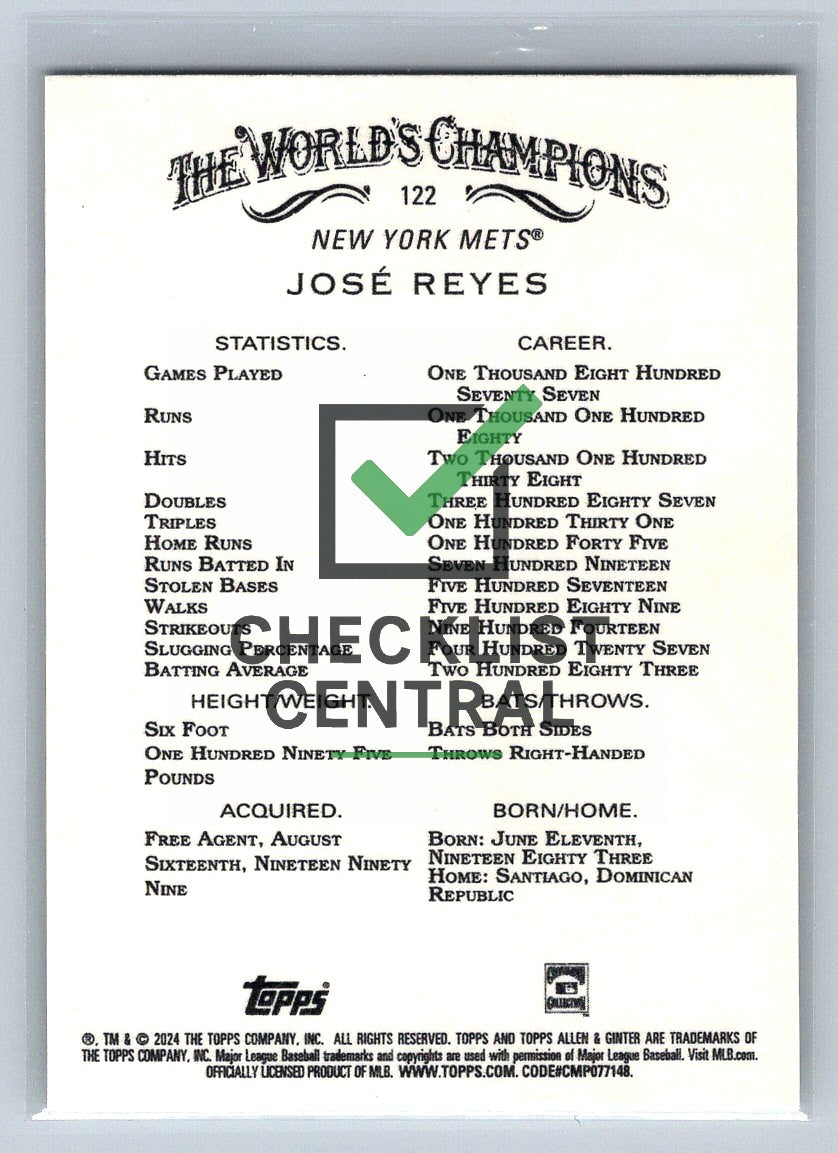 THE WORLD'S CHAMPIONS
122
NEW YORK METS®
JOSÉ REYES
STATISTICS. CAREER.
GAMES PLAYED ONE THOUSAND EIGHT HUNDRED
SEVENTY SEVEN
RUNS ONE THOUSAND ONE HUNDRED
EIGHTY
HITS TWO THOUSAND ONE HUNDRED
THIRTY EIGHT
DOUBLES THREE HUNDRED EIGHTY SEVEN
TRIPLES ONE HUNDRED THIRTY ONE
HOME RUNS ONE HUNDRED FORTY FIVE
RUNS BATTED IN SEVEN HUNDRED NINETEEN
STOLEN BASES FIVE HUNDRED SEVENTEEN
WALKS FIVE HUNDRED EIGHTY NINE
STRIKEOUTS NINE HUNDRED FOURTEEN
SLUGGING PERCENTAGE FOUR HUNDRED TWENTY SEVEN
BATTING AVERAGE TWO HUNDRED EIGHTY THREE
CHECKLIST
CENTRAL
HEIGHT/WEIGHT. BATS/THROWS.
SIX FOOT BATS BOTH SIDES
ONE HUNDRED NINETY FIVE THROWS RIGHT-HANDED
POUNDS
ACQUIRED. BORN/HOME.
FREE AGENT, AUGUST BORN: JUNE ELEVENTH,
SIXTEENTH, NINETEEN NINETY NINETEEN EIGHTY THREE
NINE HOME: SANTIAGO, DOMINICAN
REPUBLIC
Topps®
®, TM & © 2024 THE TOPPS COMPANY, INC. ALL RIGHTS RESERVED. TOPPS AND TOPPS ALLEN & GINTER ARE TRADEMARKS OF
THE TOPPS COMPANY, INC. Major League Baseball trademarks and copyrights are used with permission of Major League Baseball. Visit MLB.com.
OFFICIALLY LICENSED PRODUCT OF MLB. WWW.TOPPS.COM. CODE#CMP077148.